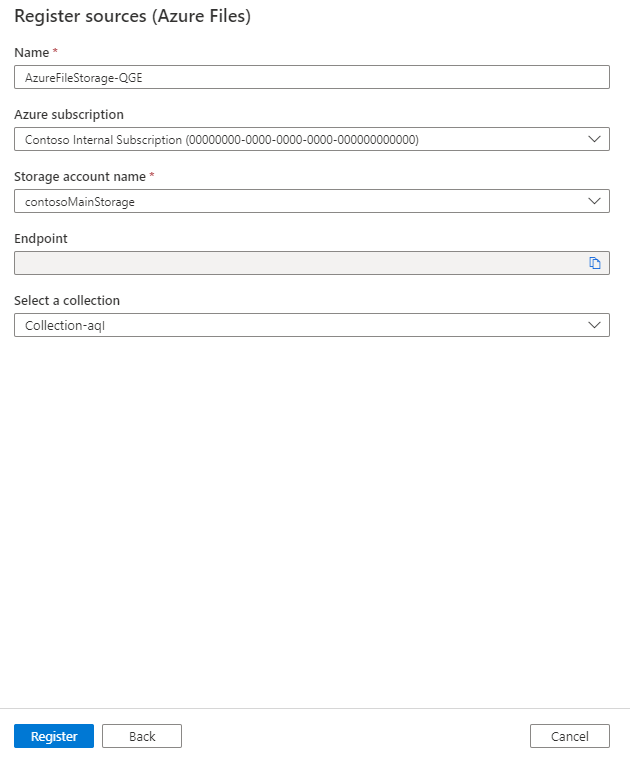 Register sources (Azure Files)
Name *
AzureFileStorage-QGE
Azure subscription
Contoso Internal Subscription (00000000-0000-0000-0000-000000000000)
Storage account name *
contosoMainStorage
Endpoint
Select a collection
Collection-aql
Register Back Cancel